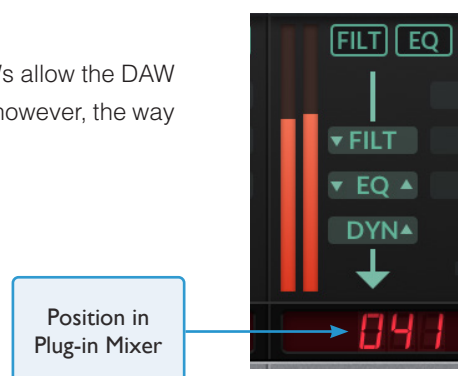 's allow the DAW
however, the way
FILT EQ
FILT
EQ
DYN
041
Position in
Plug-in Mixer